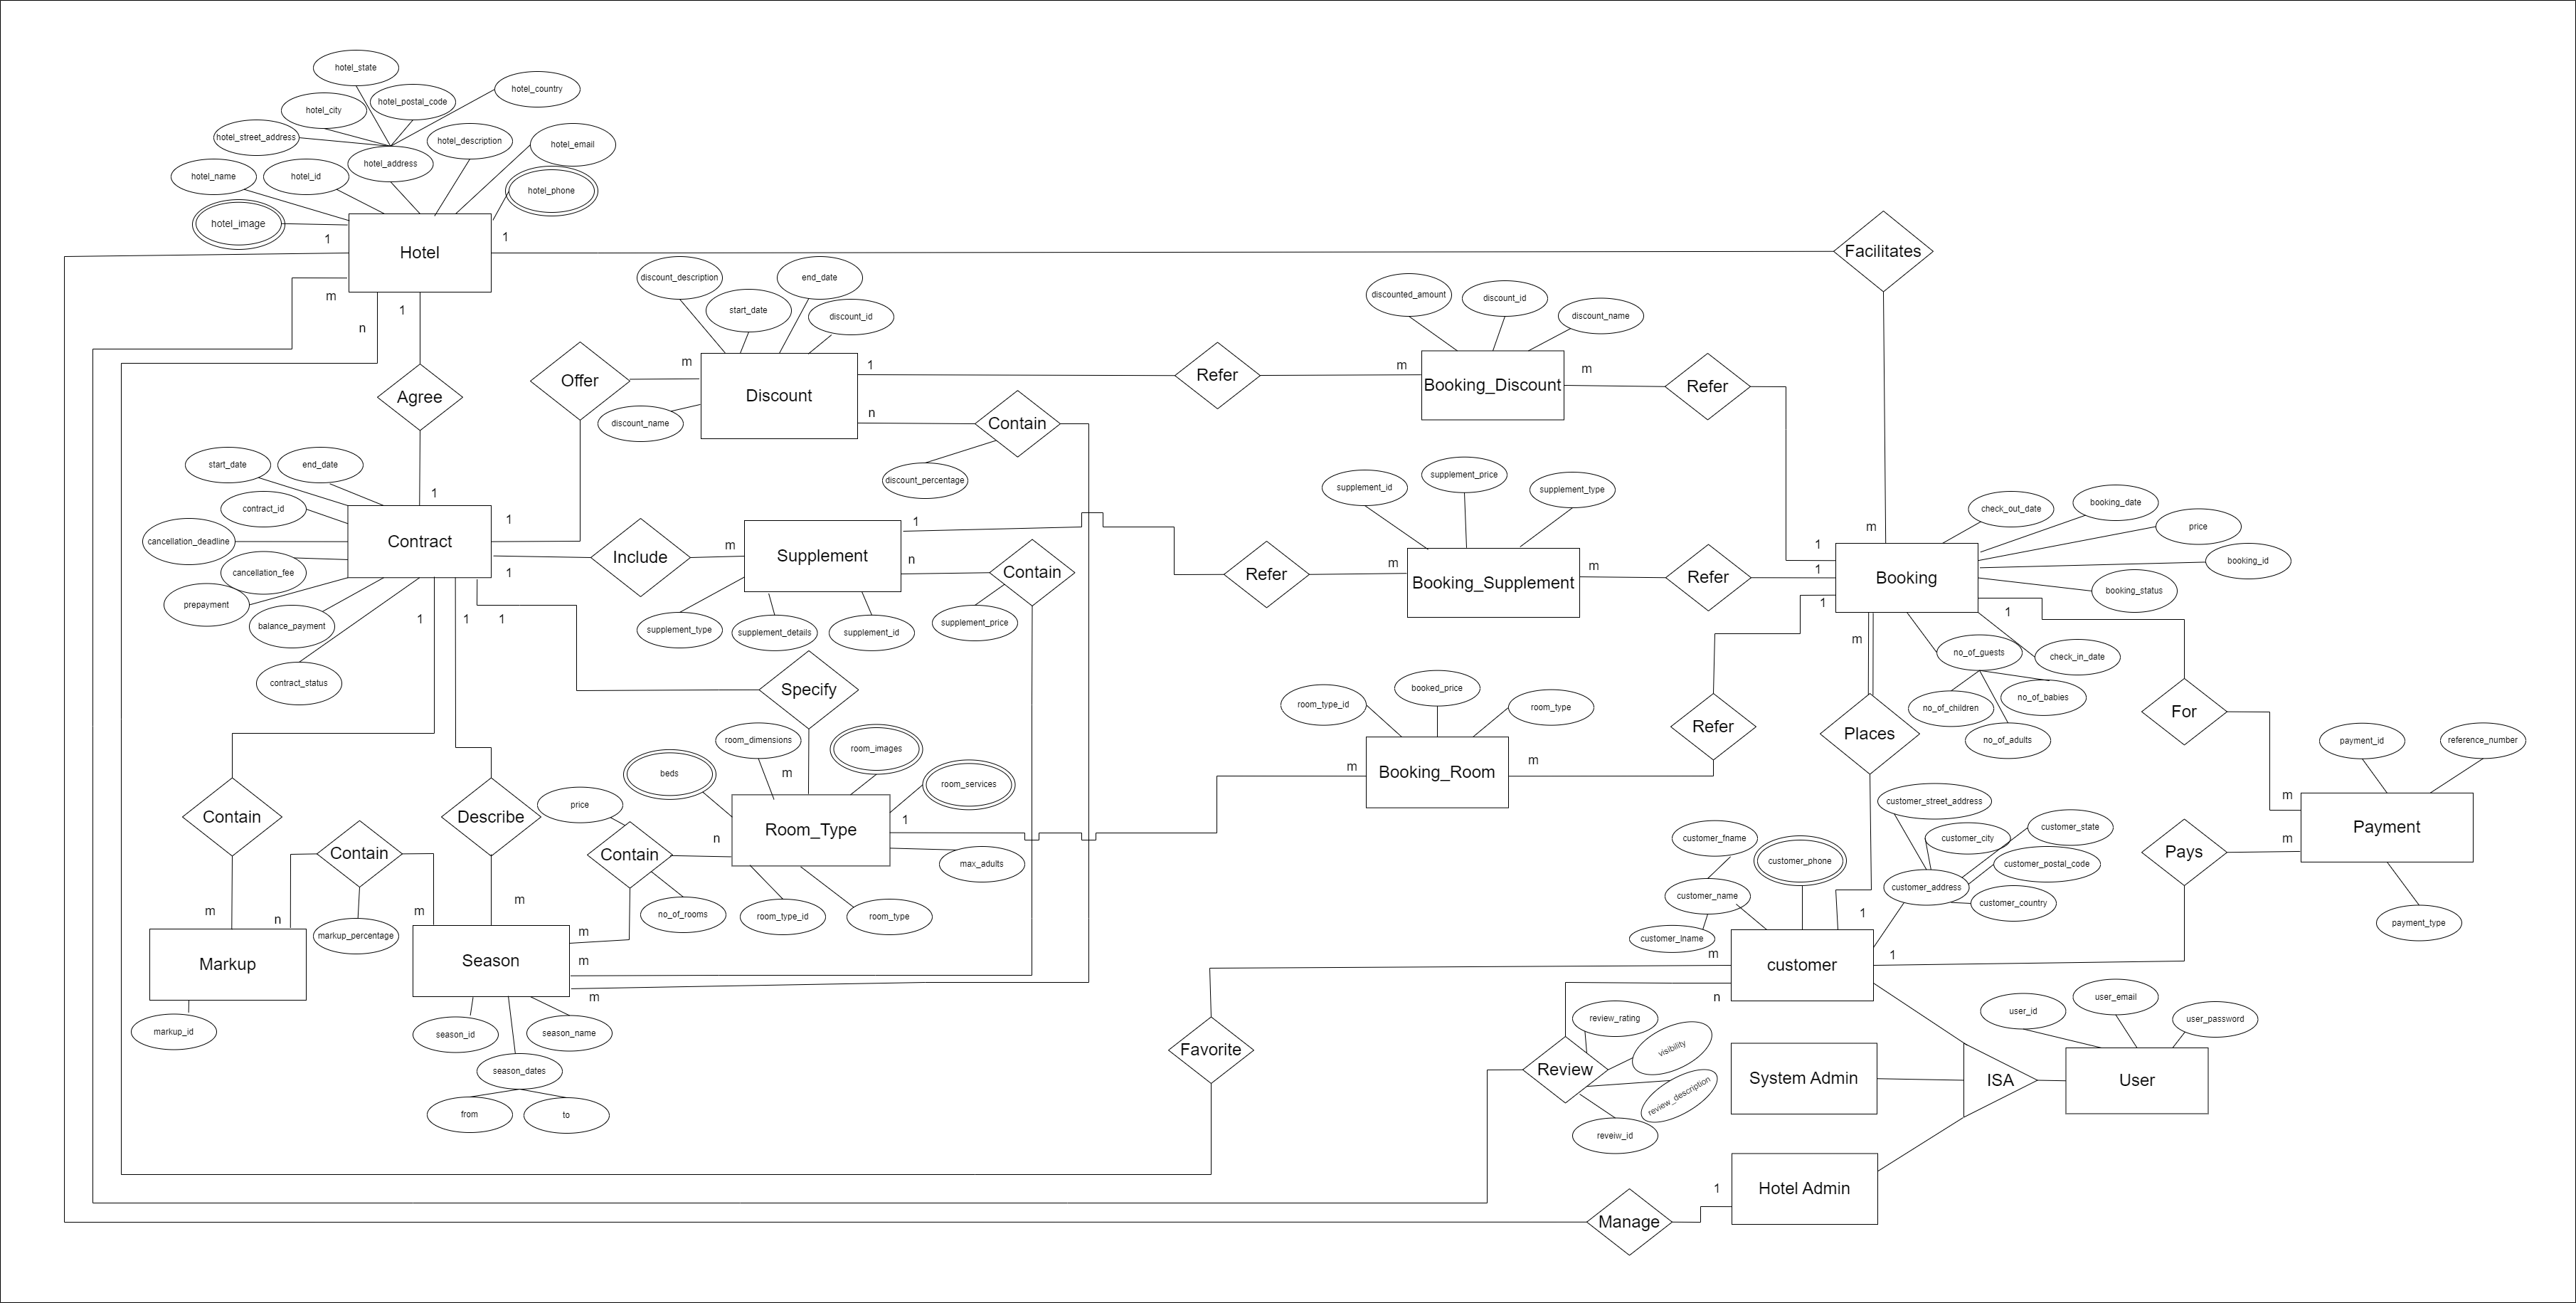 hotel_state
hotel_country
hotel_city
hotel_postal_code
hotel_street_address
hotel_description
hotel_email
hotel_address
hotel_name
hotel_id
hotel_phone
hotel_image
1
Hotel
1
Facilitates
m
n
1
discount_description
end_date
start_date
discount_id
discounted_amount
discount_id
discount_name
Offer
m
Discount
1
Refer
m
Booking_Discount
m
Refer
Agree
discount_name
n
Contain
discount_percentage
start_date
end_date
1
contract_id
cancellation_deadline
cancellation_fee
prepayment
balance_payment
contract_status
Contract
1
1
Include
m
Supplement
1
n
Contain
supplement_type
supplement_details
supplement_id
supplement_price
supplement_id
supplement_price
supplement_type
Refer
m
Booking_Supplement
m
Refer
1
1
1
m
Booking
check_out_date
booking_date
price
booking_id
booking_status
1
no_of_guests
check_in_date
no_of_children
no_of_babies
no_of_adults
m
1
1
1
Specify
room_dimensions
m
room_images
beds
room_services
room_type_id
booked_price
room_type
Refer
Places
For
payment_id
reference_number
Booking_Room
m
m
Contain
Describe
price
n
Room_Type
1
Contain
Contain
max_adults
no_of_rooms
room_type_id
room_type
m
Payment
m
Pays
payment_type
customer_street_address
customer_city
customer_state
customer_postal_code
customer_address
customer_country
customer_fname
customer_phone
customer_name
customer_lname
1
m
n
m
m
markup_percentage
Markup
Season
m
m
m
markup_id
season_id
season_name
season_dates
from
to
m
customer
1
n
Favorite
review_rating
visibility
Review
review_description
reveiw_id
System Admin
ISA
User
user_id
user_email
user_password
Hotel Admin
1
Manage